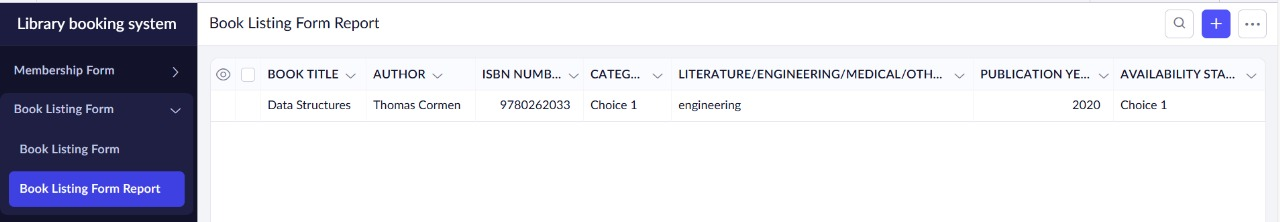 Library booking system
Membership Form
Book Listing Form
Book Listing Form
Book Listing Form Report
Book Listing Form Report
BOOK TITLE AUTHOR ISBN NUMB... CATEG... LITERATURE/ENGINEERING/MEDICAL/OTH... PUBLICATION YE... AVAILABILITY STA...
Data Structures Thomas Cormen 9780262033 Choice 1 engineering 2020 Choice 1